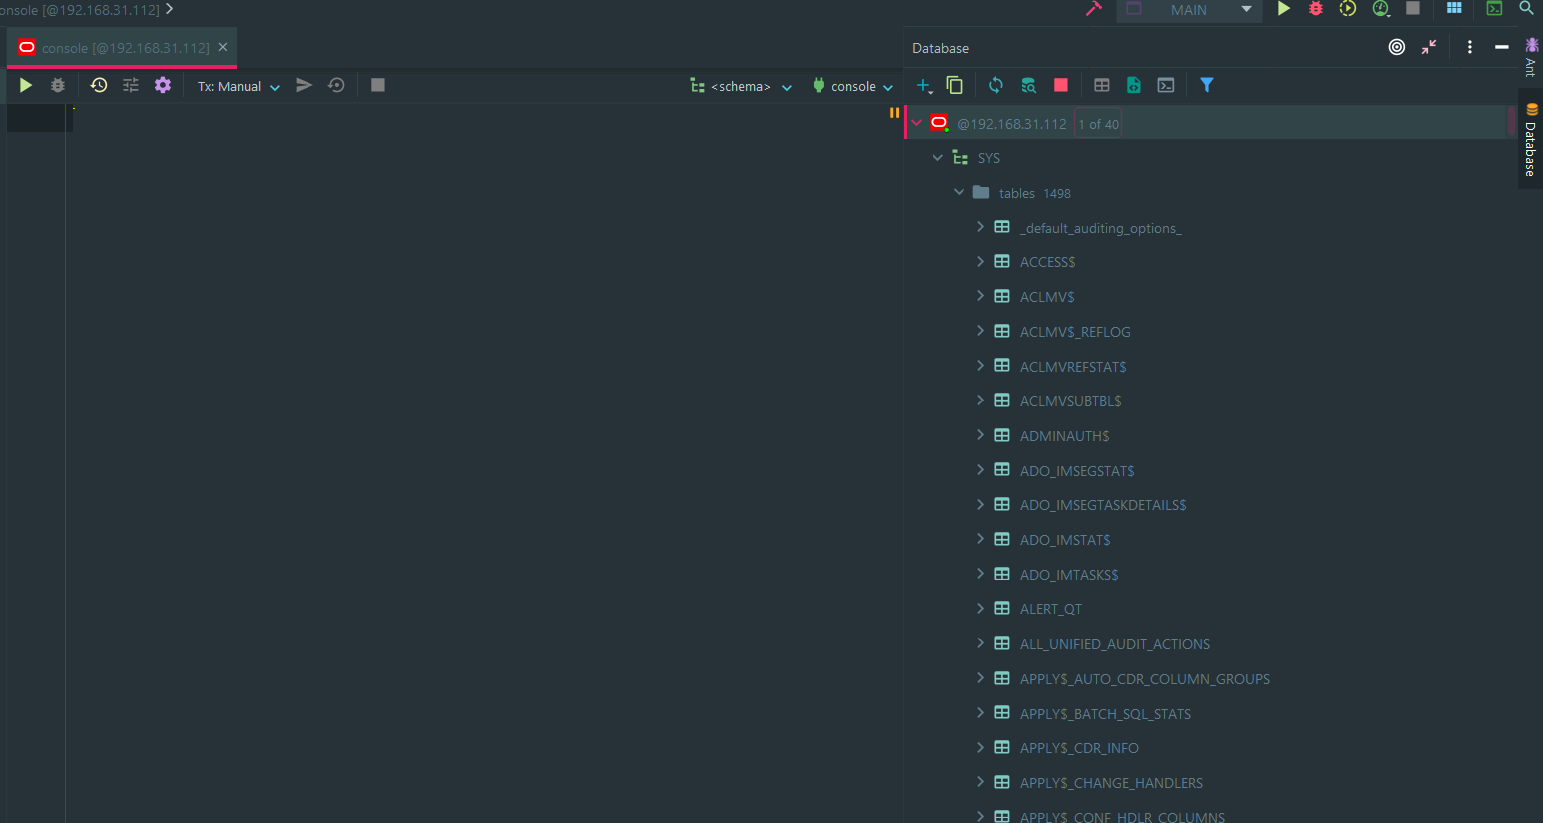 onsole [@192.168.31.112]
MAIN
console [@192.168.31.112]
Database
Tx: Manual
<schema>
console
@192.168.31.112 1 of 40
SYS
tables 1498
_default_auditing_options_
ACCESS$
ACLMV$
ACLMV$_REFLOG
ACLMVREFSTAT$
ACLMVSUBTBL$
ADMINAUTH$
ADO_IMSEGSTAT$
ADO_IMSEGTASKDETAILS$
ADO_IMSTAT$
ADO_IMTASKS$
ALERT_QT
ALL_UNIFIED_AUDIT_ACTIONS
APPLY$_AUTO_CDR_COLUMN_GROUPS
APPLY$_BATCH_SQL_STATS
APPLY$_CDR_INFO
APPLY$_CHANGE_HANDLERS
APPLY$_CONF_HDLR_COLUMNS
Ant
Database